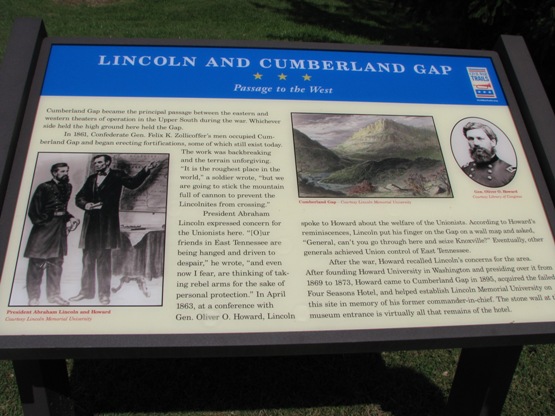 LINCOLN AND CUMBERLAND GAP
Passage to the West
TRAILS
Cumberland Gap became the principal passage between the eastern and
western theaters of operation in the Upper South during the war. Whichever
side held the high ground here held the Gap.
In 1861, Confederate Gen. Felix K. Zollicoffer's men occupied Cum-
berland Gap and began erecting fortifications, some of which still exist today.
The work was backbreaking
and the terrain unforgiving.
"It is the roughest place in the
world," a soldier wrote, "but we
are going to stick the mountain
full of cannon to prevent the
Lincolnites from crossing."
President Abraham
Lincoln expressed concern for
the Unionists here. "[O]ur
friends in East Tennessee are
being hanged and driven to
despair," he wrote, "and even
now I fear, are thinking of tak-
ing rebel arms for the sake of
personal protection." In April
1863, at a conference with
Gen. Oliver O. Howard, Lincoln
President Abraham Lincoln and Howard
Courtesy Lincoln Memorial University
Cumberland Gap - Courtesy Lincoln Memorial University
Gen. Oliver O. Howard
Courtesy Library of Congress
spoke to Howard about the welfare of the Unionists. According to Howard's
reminiscences, Lincoln put his finger on the Gap on a wall map and asked,
"General, can't you go through here and seize Knoxville?" Eventually, other
generals achieved Union control of East Tennessee.
After the war, Howard recalled Lincoln's concerns for the area.
After founding Howard University in Washington and presiding over it from
1869 to 1873, Howard came to Cumberland Gap in 1895, acquired the failed
Four Seasons Hotel, and helped establish Lincoln Memorial University on
this site in memory of his former commander-in-chief. The stone wall at t
museum entrance is virtually all that remains of the hotel.